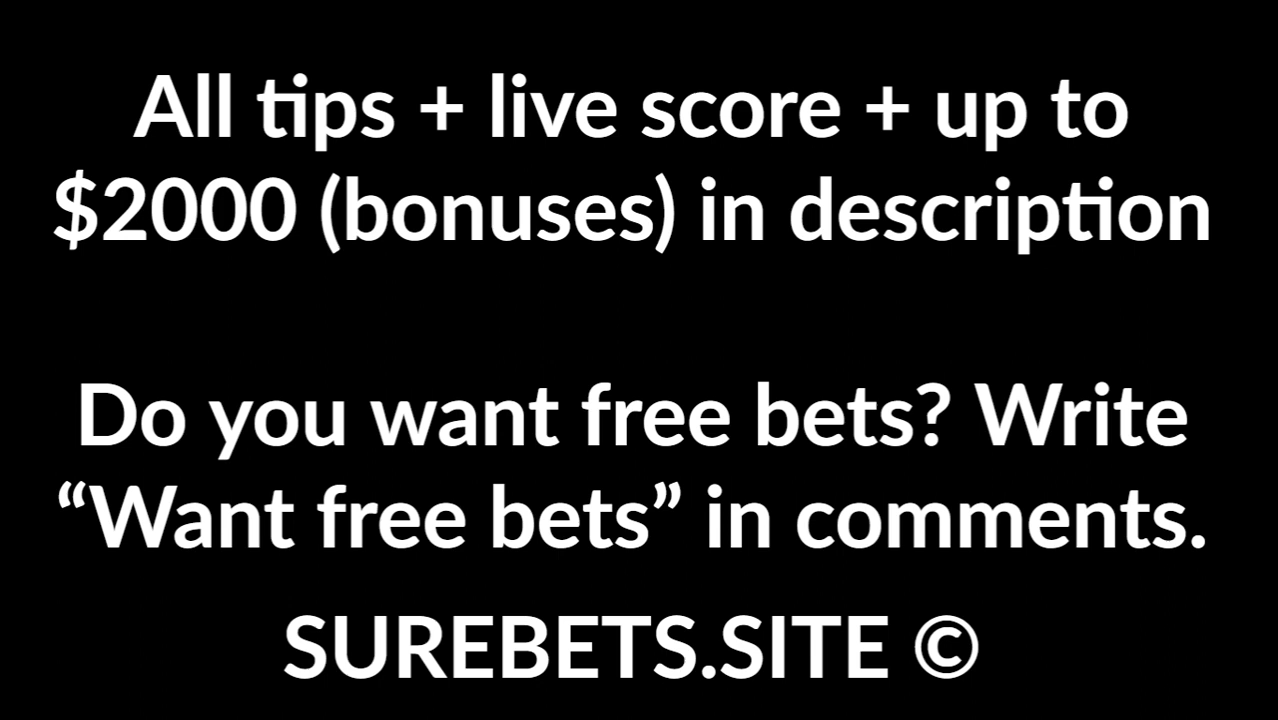 All tips + live score + up to
$2000 (bonuses) in description
Do you want free bets? Write
“Want free bets” in comments.
SUREBETS.SITE ©